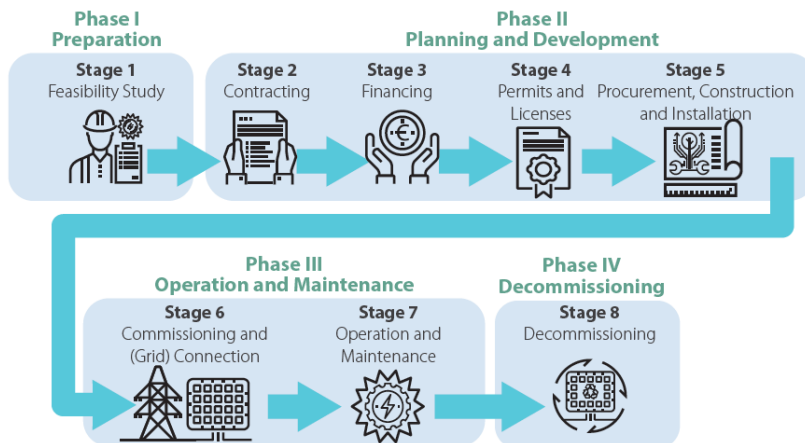 Phase I
Preparation
Phase II
Planning and Development
Stage 1
Feasibility Study
Stage 2
Contracting
Stage 3
Financing
Stage 4
Permits and
Licenses
Stage 5
Procurement, Construction
and Installation
Phase III
Operation and Maintenance
Phase IV
Decommissioning
Stage 6
Commissioning and
(Grid) Connection
Stage 7
Operation and
Maintenance
Stage 8
Decommissioning